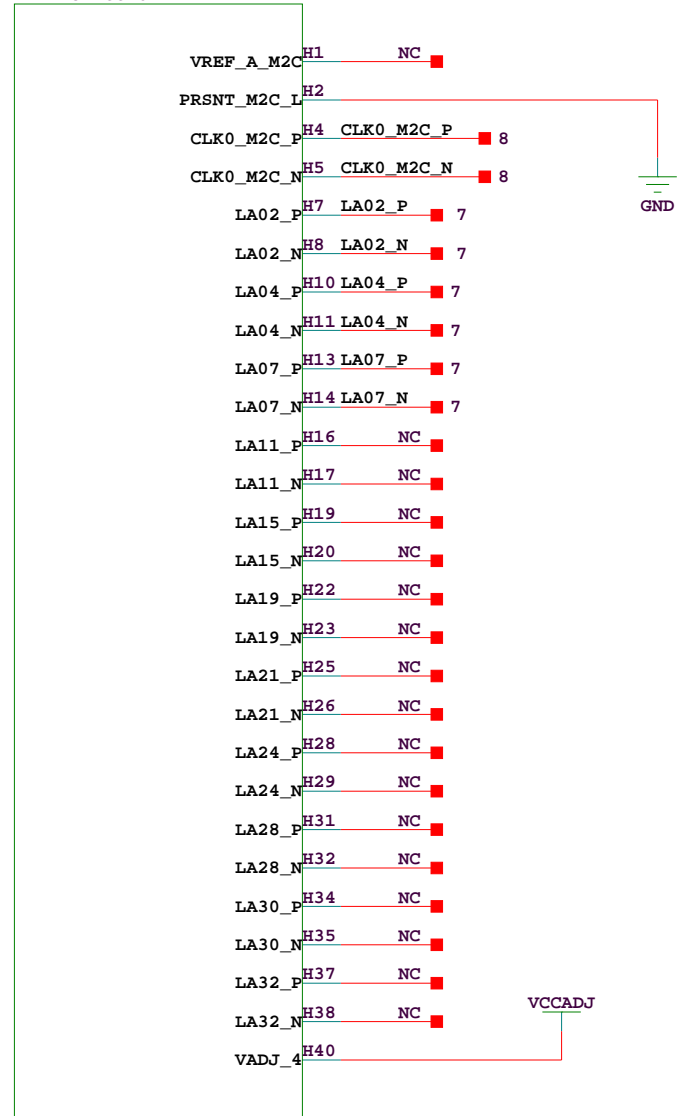 VREF_A_M2C H1 NC
PRSNT_M2C_L H2
CLK0_M2C_P H4 CLK0_M2C_P 8
CLK0_M2C_N H5 CLK0_M2C_N 8
GND
LA02_P H7 LA02_P 7
LA02_N H8 LA02_N 7
LA04_P H10 LA04_P 7
LA04_N H11 LA04_N 7
LA07_P H13 LA07_P 7
LA07_N H14 LA07_N 7
LA11_P H16 NC
LA11_N H17 NC
LA15_P H19 NC
LA15_N H20 NC
LA19_P H22 NC
LA19_N H23 NC
LA21_P H25 NC
LA21_N H26 NC
LA24_P H28 NC
LA24_N H29 NC
LA28_P H31 NC
LA28_N H32 NC
LA30_P H34 NC
LA30_N H35 NC
LA32_P H37 NC
VCCADJ
LA32_N H38 NC
VADJ_4 H40